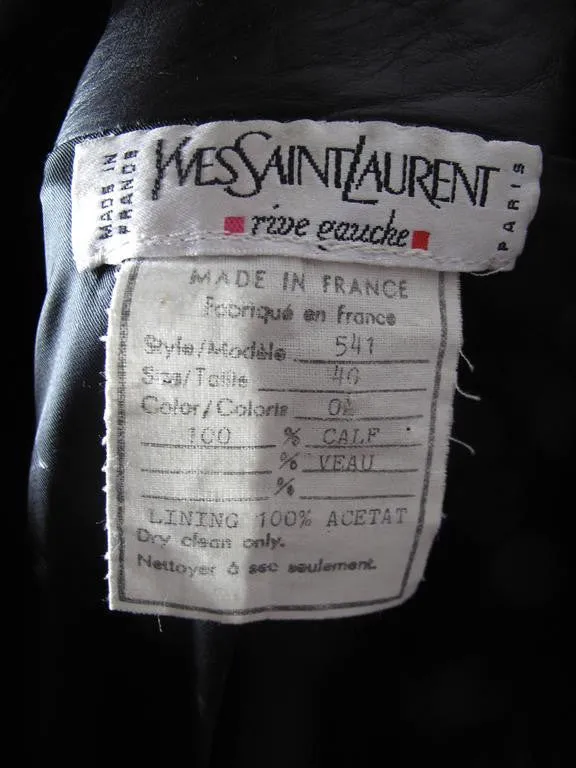 MADE IN
FRANCE
YVES SAINT LAURENT
PARIS
rive gauche
MADE IN FRANCE
Fabriqué en France
Style/Modèle 541
Size/Taille 40
Color/Coloris 02
100 % CALF
% VEAU
%
LINING 100% ACETAT
Dry clean only.
Nettoyer à sec seulement.